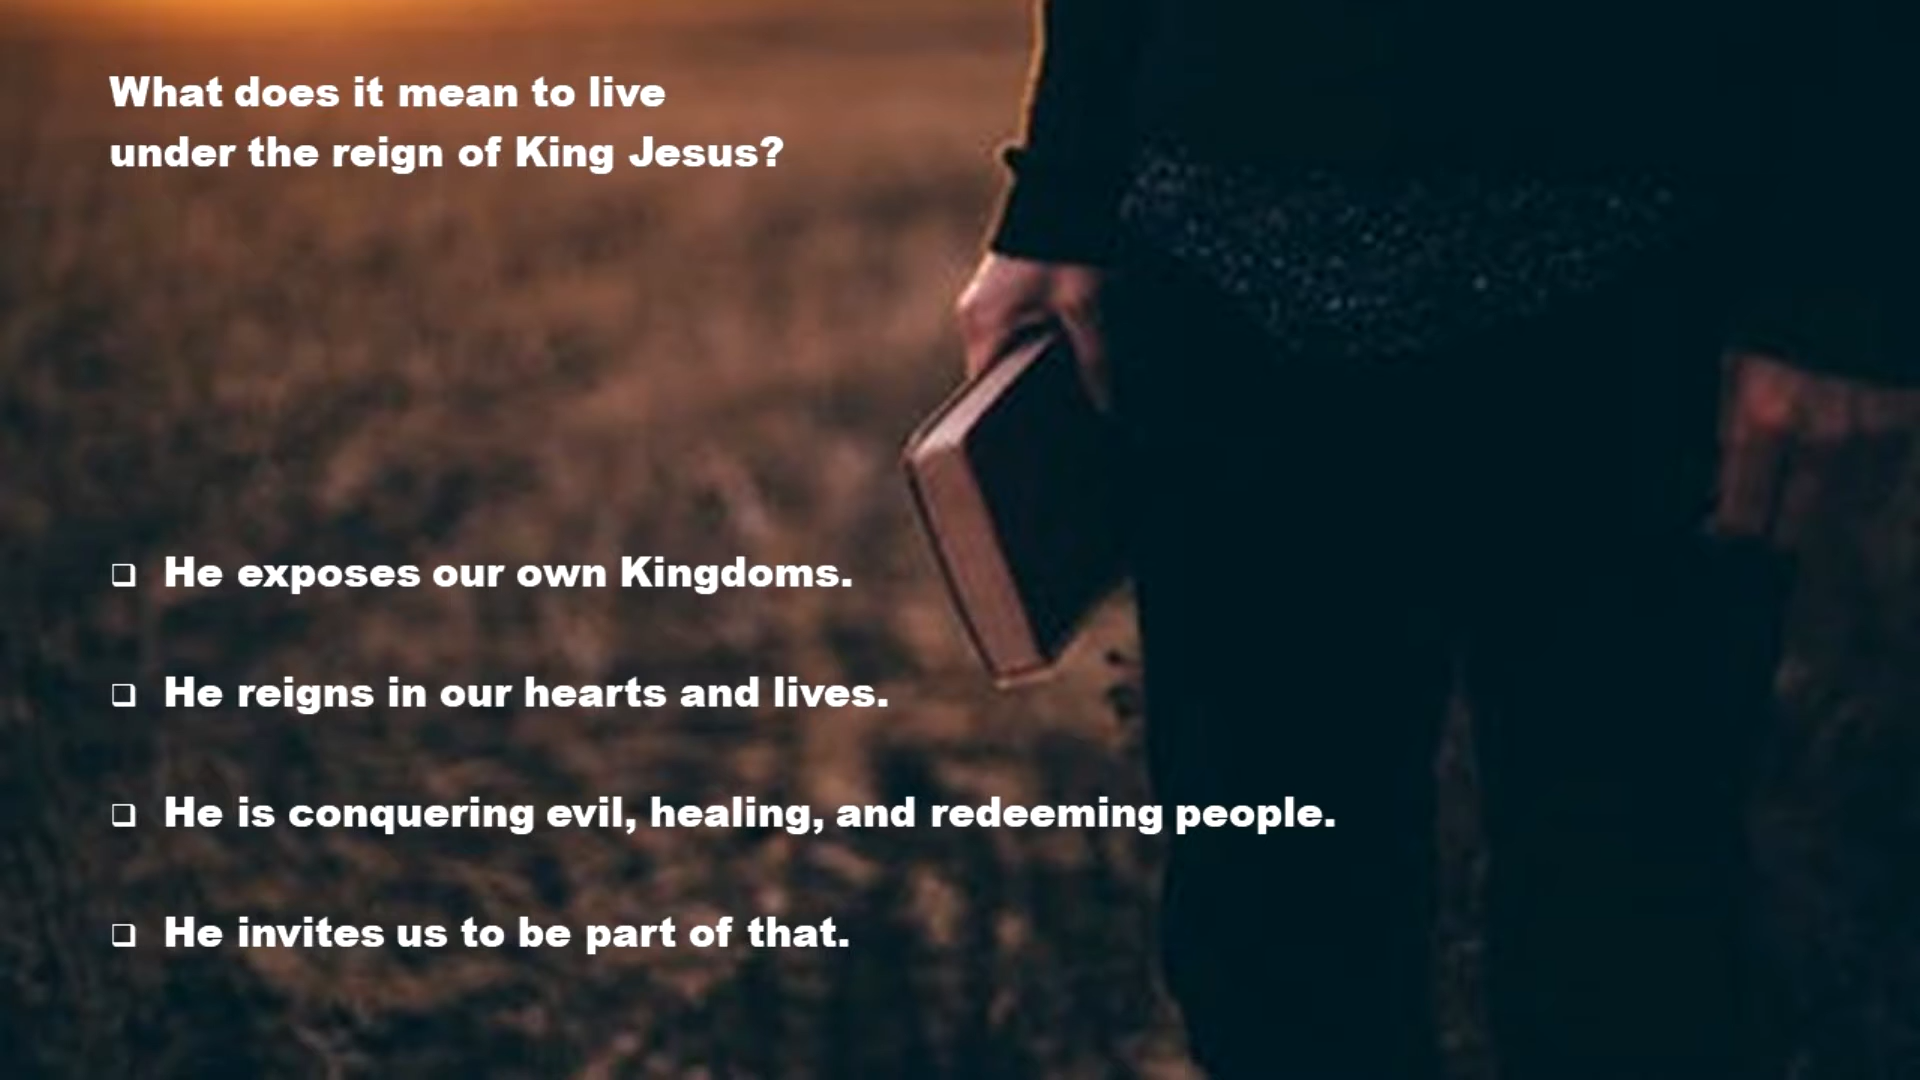 What does it mean to live
under the reign of King Jesus?
❑ He exposes our own Kingdoms.
❑ He reigns in our hearts and lives.
❑ He is conquering evil, healing, and redeeming people.
❑ He invites us to be part of that.